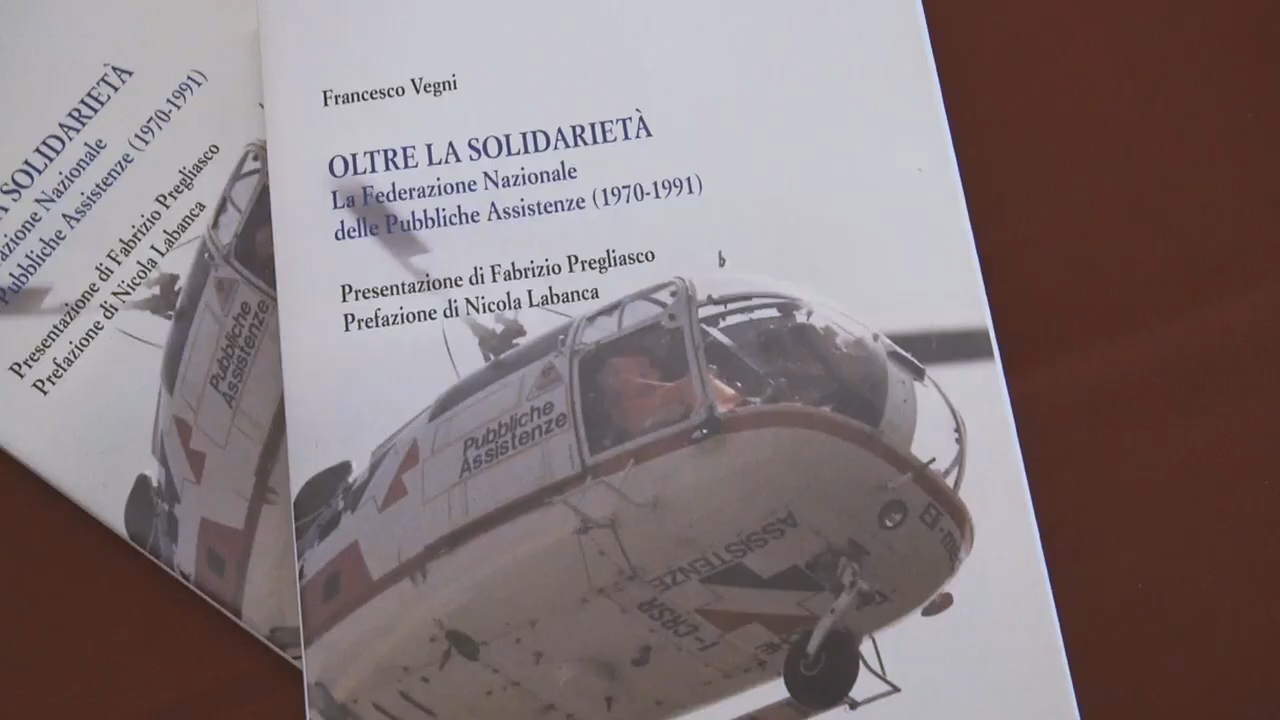 Francesco Vegni
OLTRE LA SOLIDARIETÀ
La Federazione Nazionale
delle Pubbliche Assistenze (1970-1991)
Presentazione di Fabrizio Pregliasco
Prefazione di Nicola Labanca
Pubbliche
Assistenze
ASSISTENZE
I-CRSR
A SOLIDARIETÀ
azione Nazionale
Pubbliche Assistenze (1970-1991)
Presentazione di Fabrizio Pregliasco
Prefazione di Nicola Labanca
Pubbliche
Assistenze